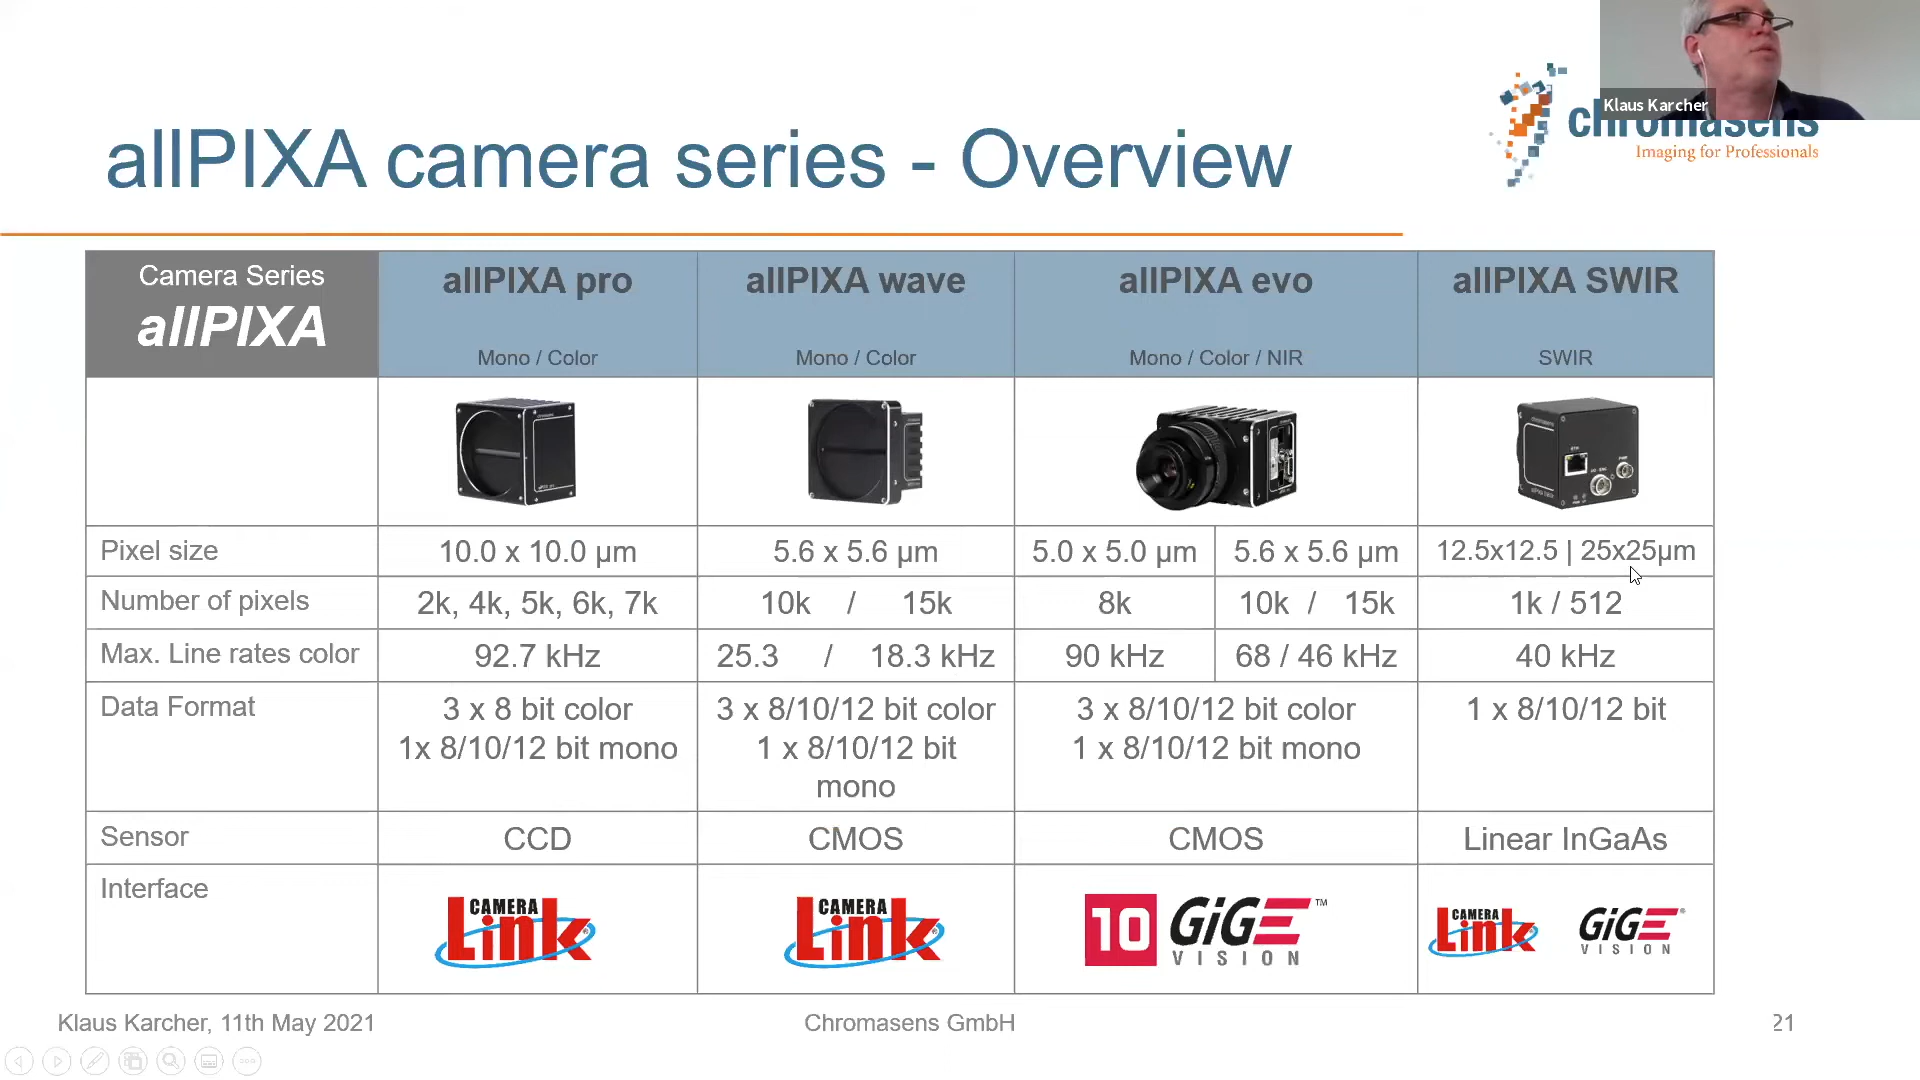 Klaus Karcher
chromasens
Imaging for Professionals
allPIXA camera series - Overview
Camera Series
allPIXA
allPIXA pro
Mono / Color
allPIXA wave
Mono / Color
allPIXA evo
Mono / Color / NIR
allPIXA SWIR
SWIR
Pixel size
10.0 x 10.0 µm
5.6 x 5.6 µm
5.0 x 5.0 µm
5.6 x 5.6 µm
12.5x12.5 | 25x25µm
Number of pixels
2k, 4k, 5k, 6k, 7k
10k / 15k
8k
10k / 15k
1k / 512
Max. Line rates color
92.7 kHz
25.3 / 18.3 kHz
90 kHz
68 / 46 kHz
40 kHz
Data Format
3 x 8 bit color
1x 8/10/12 bit mono
3 x 8/10/12 bit color
1 x 8/10/12 bit
mono
3 x 8/10/12 bit color
1 x 8/10/12 bit mono
1 x 8/10/12 bit
Sensor
CCD
CMOS
CMOS
Linear InGaAs
Interface
CAMERA
Link®
CAMERA
Link®
10 GiGE™
VISION
CAMERA
Link®
GiGE®
VISION
Klaus Karcher, 11th May 2021
Chromasens GmbH
21